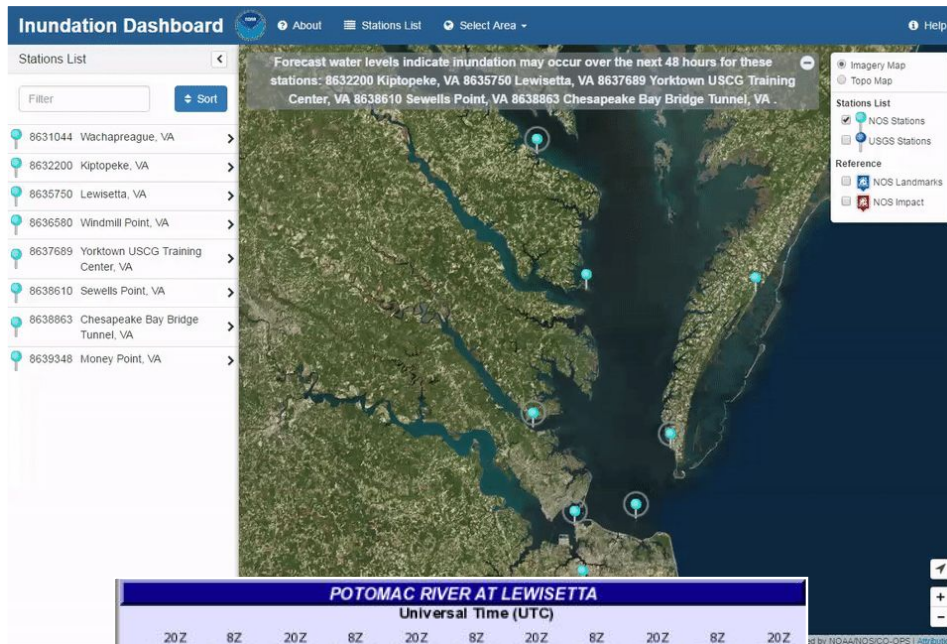 Inundation Dashboard
NOAA
About
Stations List
Select Area
Help
Stations List
Filter
Sort
8631044 Wachapreague, VA
8632200 Kiptopeke, VA
8635750 Lewisetta, VA
8636580 Windmill Point, VA
8637689 Yorktown USCG Training
Center, VA
8638610 Sewells Point, VA
8638863 Chesapeake Bay Bridge
Tunnel, VA
8639348 Money Point, VA
Forecast water levels indicate inundation may occur over the next 48 hours for these
stations: 8632200 Kiptopeke, VA 8635750 Lewisetta, VA 8637689 Yorktown USCG Training
Center, VA 8638610 Sewells Point, VA 8638863 Chesapeake Bay Bridge Tunnel, VA .
Imagery Map
Topo Map
Stations List
NOS Stations
USGS Stations
Reference
NOS Landmarks
NOS Impact
POTOMAC RIVER AT LEWISETTA
Universal Time (UTC)
20Z 8Z 20Z 8Z 20Z 8Z 20Z 8Z 20Z 8Z 20Z
by NOAA/NOS/CO-OPS |